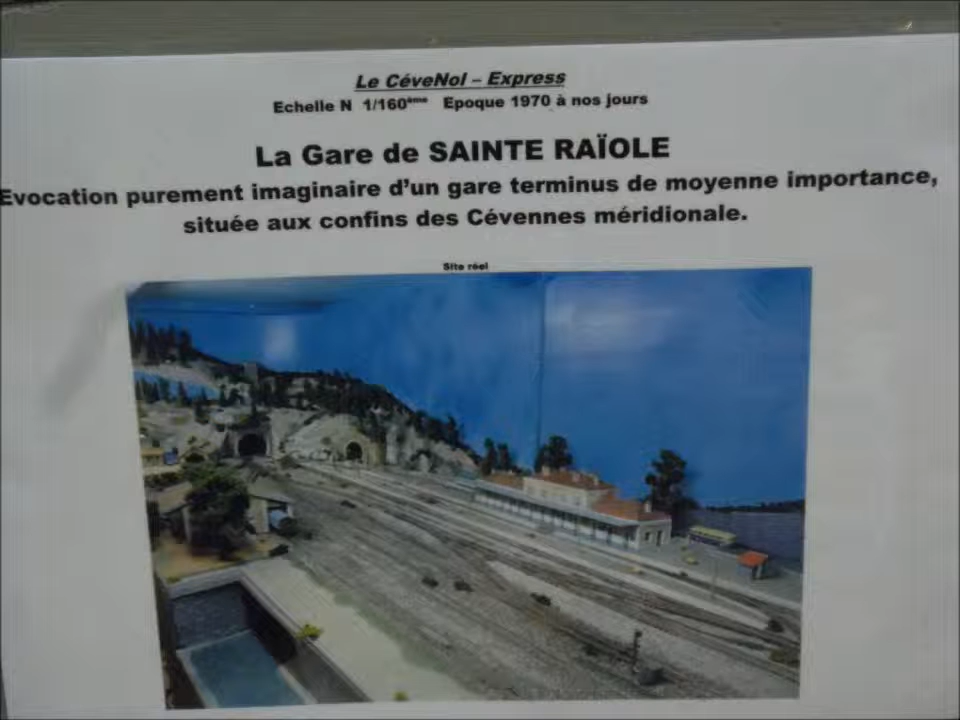 Le CéveNol – Express
Echelle N 1/160ème Epoque 1970 à nos jours
La Gare de SAINTE RAÏOLE
Evocation purement imaginaire d'un gare terminus de moyenne importance,
située aux confins des Cévennes méridionale.
Site réel